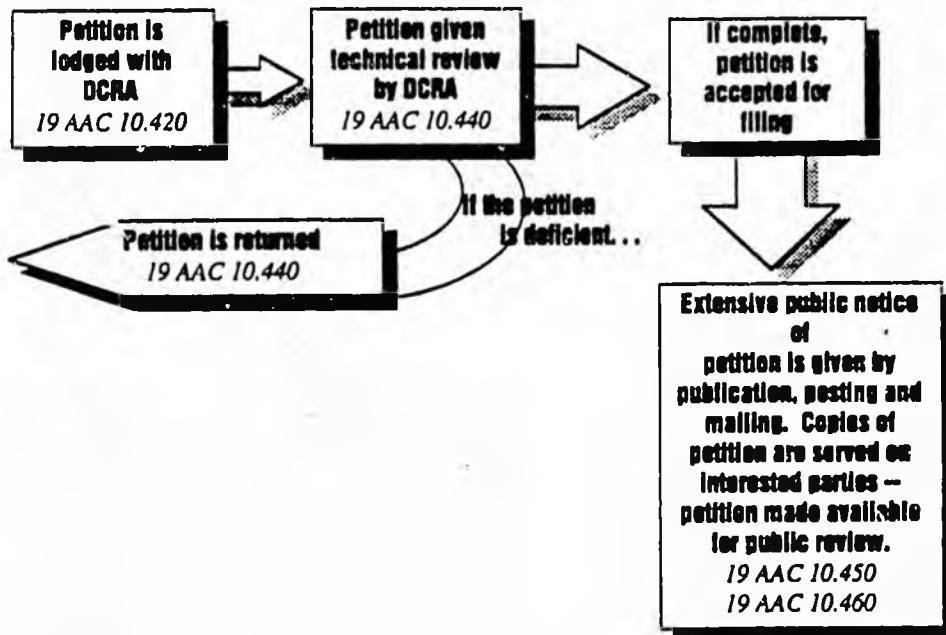 Petition is
lodged with
DCRA
19 AAC 10.420
Petition given
technical review
by DCRA
19 AAC 10.440
If complete,
petition is
accepted for
filing
If the petition
is deficient. . .
Petition is returned
19 AAC 10.440
Extensive public notice
of
petition is given by
publication, posting and
mailing. Copies of
petition are served on
interested parties –
petition made available
for public review.
19 AAC 10.450
19 AAC 10.460